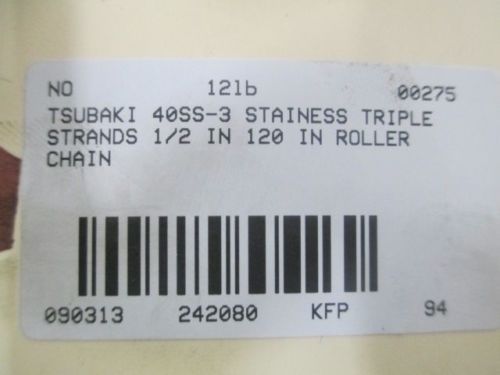 NO 12lb 00275
TSUBAKI 40SS-3 STAINESS TRIPLE
STRANDS 1/2 IN 120 IN ROLLER
CHAIN
090313 242080 KFP 94